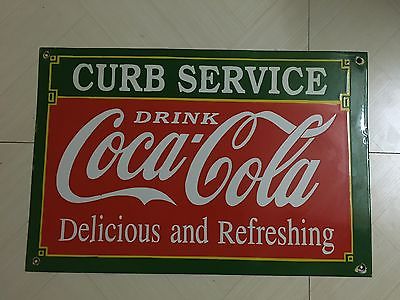 CURB SERVICE
DRINK
Coca-Cola
Delicious and Refreshing